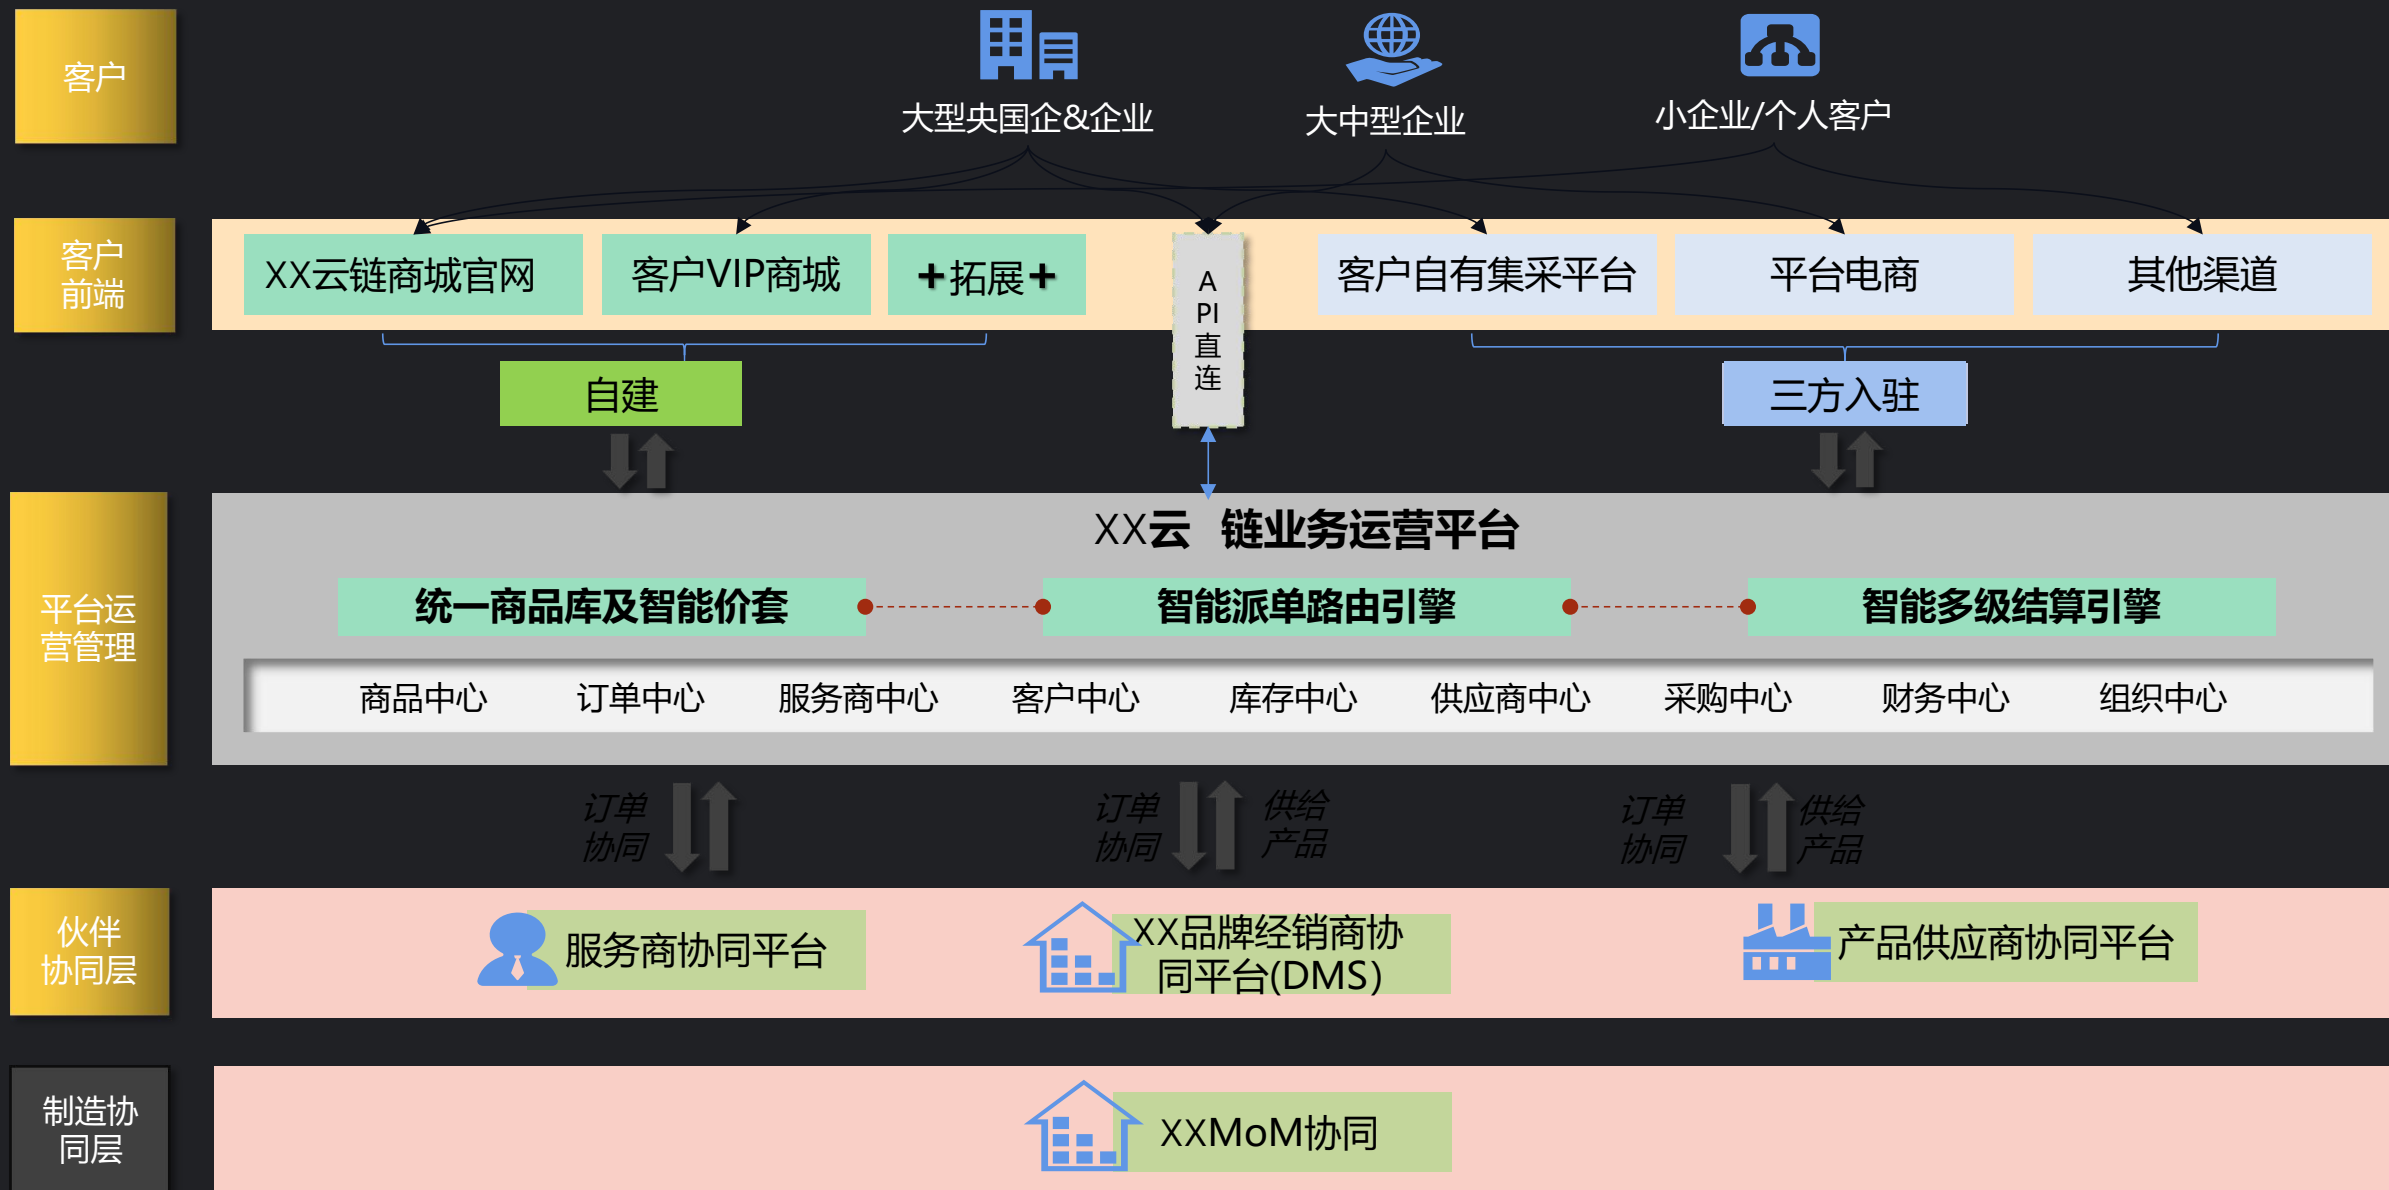 客户
大型央国企&企业
大中型企业
小企业/个人客户
客户
前端
XX云链商城官网
客户VIP商城
+拓展+
A
PI
直
连
客户自有集采平台
平台电商
其他渠道
自建
三方入驻
平台运
营管理
XX云 链业务运营平台
统一商品库及智能价套
智能派单路由引擎
智能多级结算引擎
商品中心
订单中心
服务商中心
客户中心
库存中心
供应商中心
采购中心
财务中心
组织中心
订单
协同
订单
协同
供给
产品
订单
协同
供给
产品
伙伴
协同层
服务商协同平台
XX品牌经销商协
同平台(DMS)
产品供应商协同平台
制造协
同层
XXMoM协同